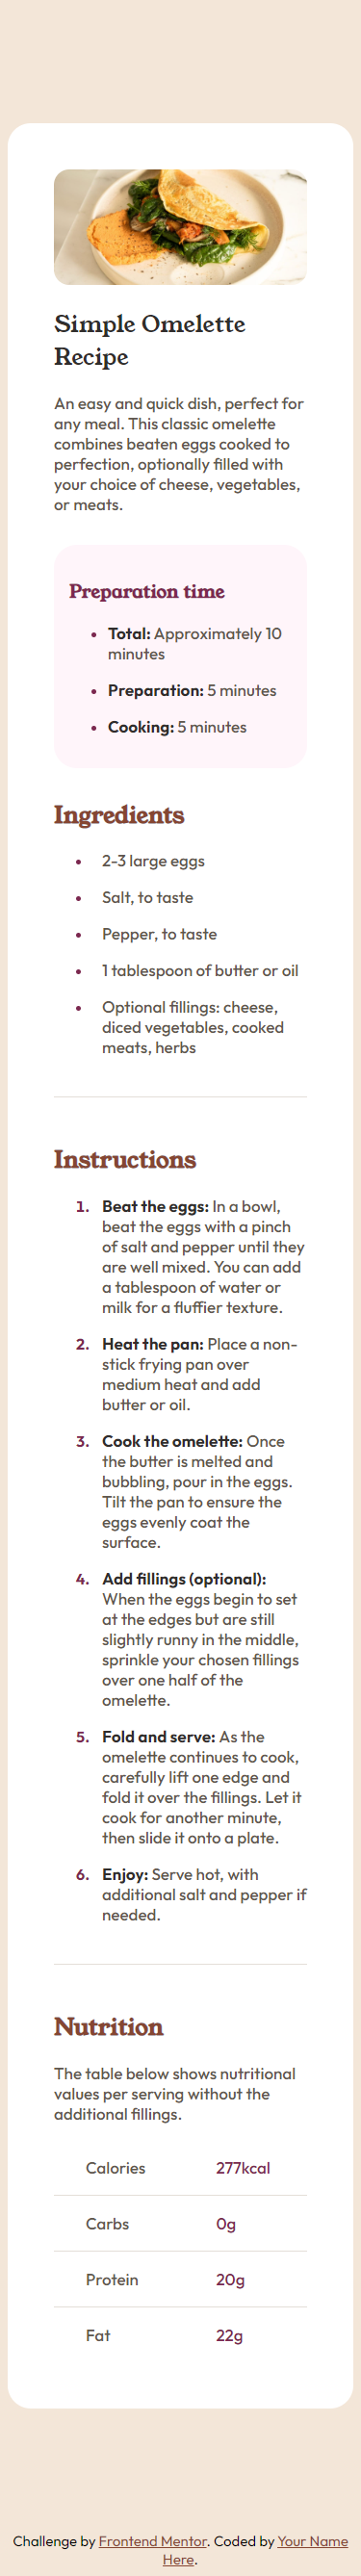 Simple Omelette
Recipe
An easy and quick dish, perfect for
any meal. This classic omelette
combines beaten eggs cooked to
perfection, optionally filled with
your choice of cheese, vegetables,
or meats.
Preparation time
• Total: Approximately 10
minutes
• Preparation: 5 minutes
• Cooking: 5 minutes
Ingredients
• 2-3 large eggs
• Salt, to taste
• Pepper, to taste
• 1 tablespoon of butter or oil
• Optional fillings: cheese,
diced vegetables, cooked
meats, herbs
Instructions
1. Beat the eggs: In a bowl,
beat the eggs with a pinch
of salt and pepper until they
are well mixed. You can add
a tablespoon of water or
milk for a fluffier texture.
2. Heat the pan: Place a non-
stick frying pan over
medium heat and add
butter or oil.
3. Cook the omelette: Once
the butter is melted and
bubbling, pour in the eggs.
Tilt the pan to ensure the
eggs evenly coat the
surface.
4. Add fillings (optional):
When the eggs begin to set
at the edges but are still
slightly runny in the middle,
sprinkle your chosen fillings
over one half of the
omelette.
5. Fold and serve: As the
omelette continues to cook,
carefully lift one edge and
fold it over the fillings. Let it
cook for another minute,
then slide it onto a plate.
6. Enjoy: Serve hot, with
additional salt and pepper if
needed.
Nutrition
The table below shows nutritional
values per serving without the
additional fillings.
Calories 277kcal
Carbs 0g
Protein 20g
Fat 22g
Challenge by Frontend Mentor. Coded by Your Name
Here.